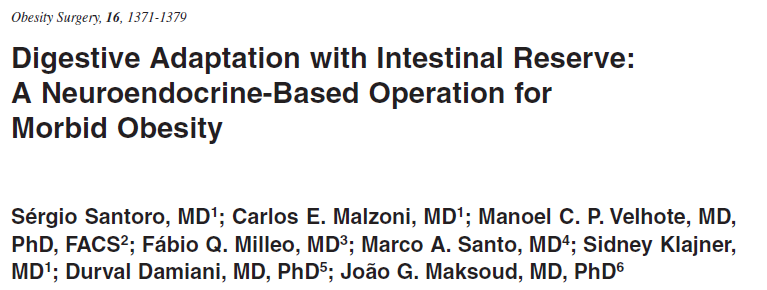 Obesity Surgery, 16, 1371-1379
Digestive Adaptation with Intestinal Reserve:
A Neuroendocrine-Based Operation for
Morbid Obesity
Sérgio Santoro, MD¹; Carlos E. Malzoni, MD¹; Manoel C. P. Velhote, MD,
PhD, FACS²; Fábio Q. Milleo, MD³; Marco A. Santo, MD⁴; Sidney Klajner,
MD¹; Durval Damiani, MD, PhD⁵; João G. Maksoud, MD, PhD⁶